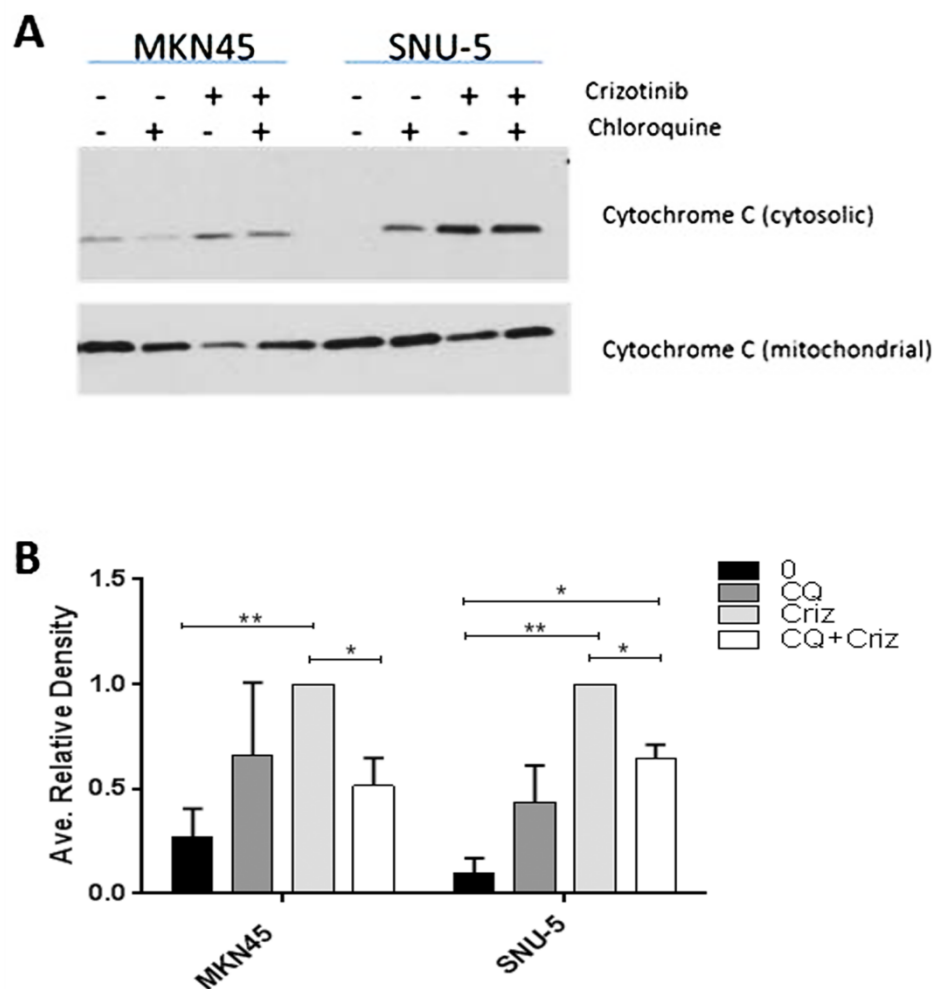 A
MKN45 SNU-5
- - + + - - + + Crizotinib
- + - + - + - + Chloroquine
Cytochrome C (cytosolic)
Cytochrome C (mitochondrial)
B
Ave. Relative Density
1.5
1.0
0.5
0.0
** * * ** *
MKN45 SNU-5
0
CQ
Criz
CQ+Criz